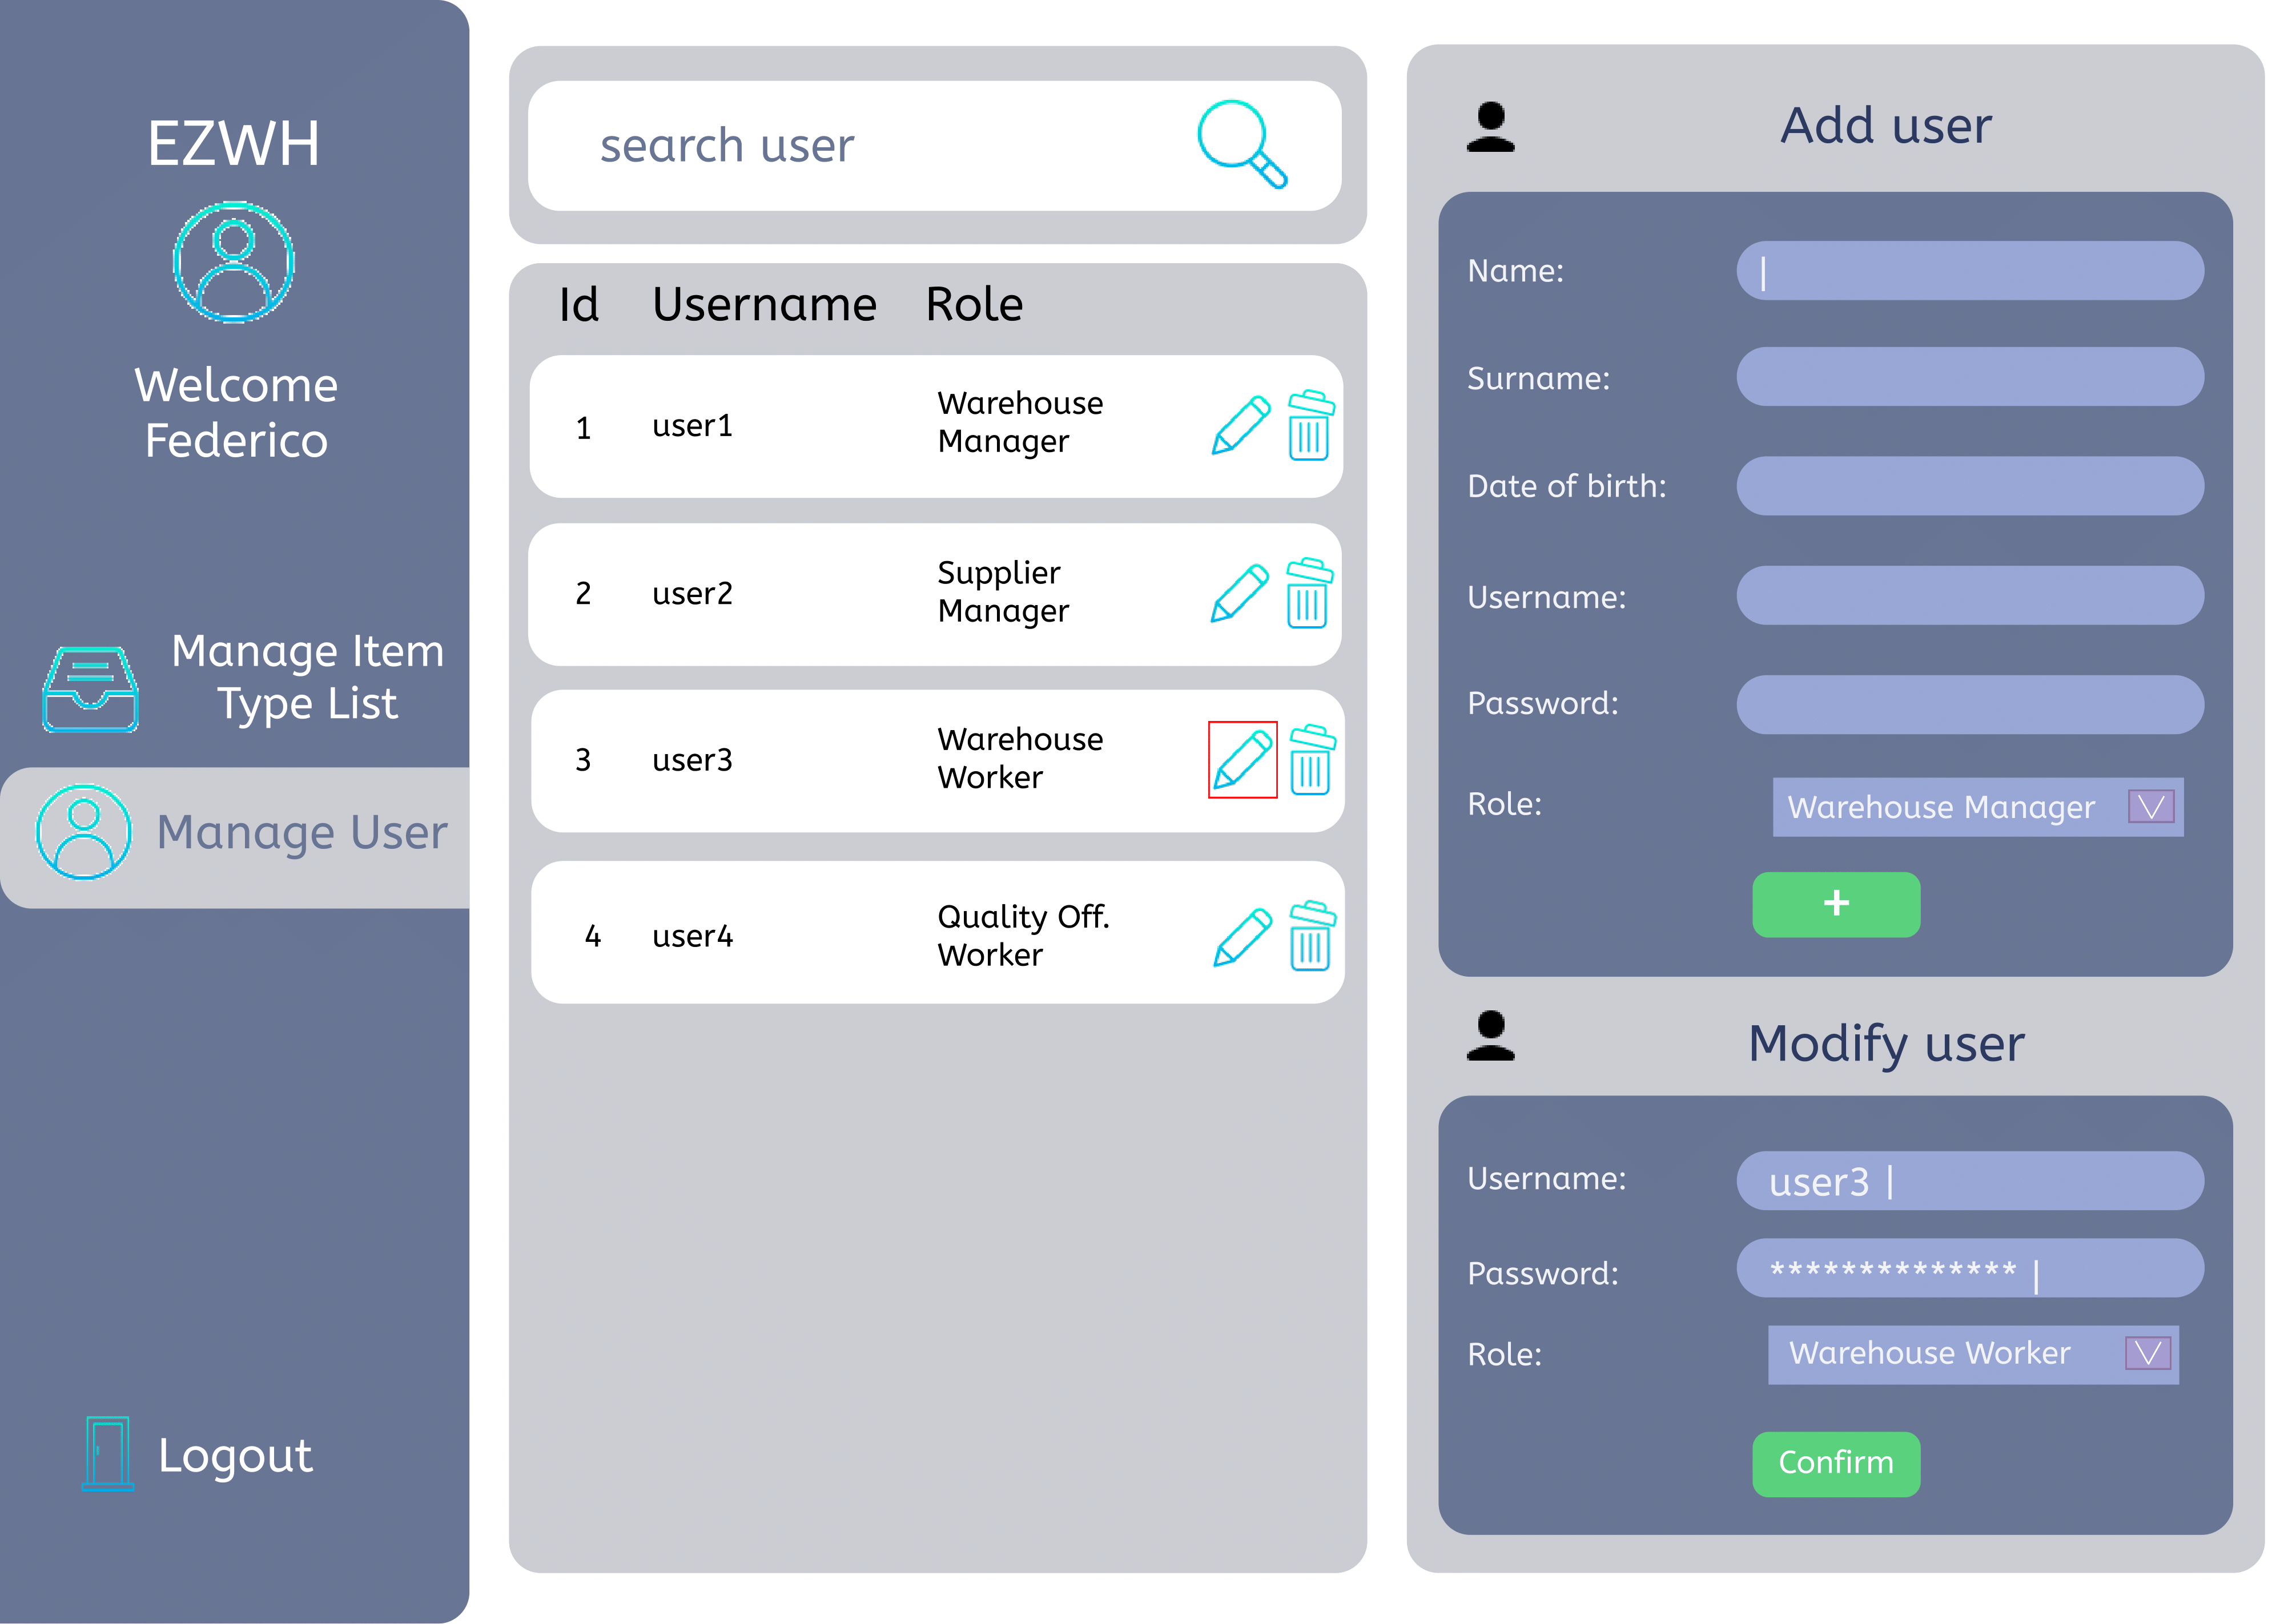 EZWH
Welcome
Federico
Manage Item
Type List
Manage User
Logout
search user
Id Username Role
1 user1 Warehouse
Manager
2 user2 Supplier
Manager
3 user3 Warehouse
Worker
4 user4 Quality Off.
Worker
Add user
Name: |
Surname:
Date of birth:
Username:
Password:
Role: Warehouse Manager
+
Modify user
Username: user3 |
Password: ************** |
Role: Warehouse Worker
Confirm